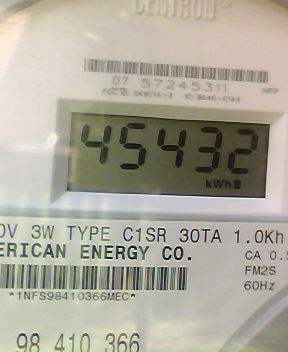 CENTRON®
07 57245311
45432
kWh
0V 3W TYPE C1SR 30TA 1.0Kh
ERICAN ENERGY CO.
CA 0.5
FM2S
60Hz
*1NFS98410366MEC*
98 410 366